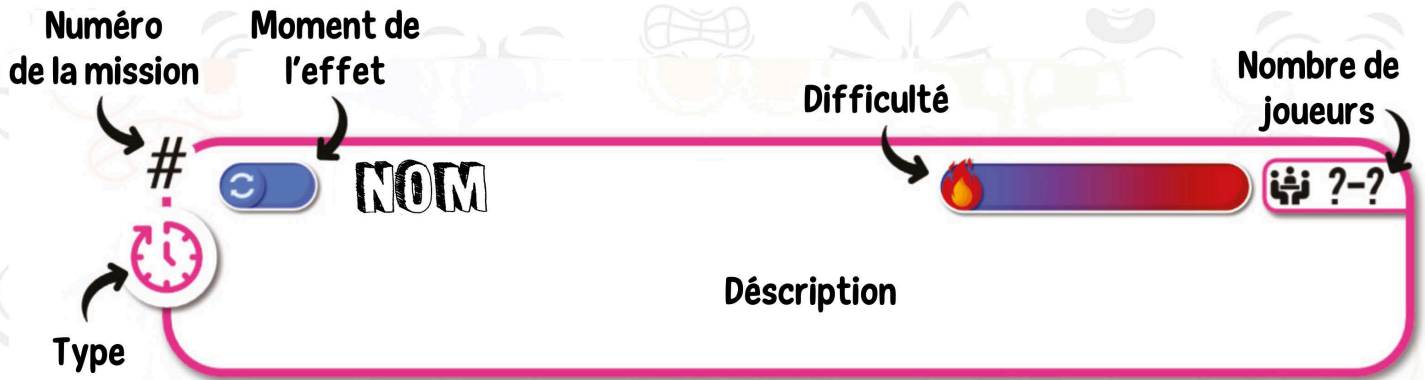 Numéro
de la mission
Moment de
l'effet
Difficulté
Nombre de
joueurs
#
NOM
?-?
Déscription
Type